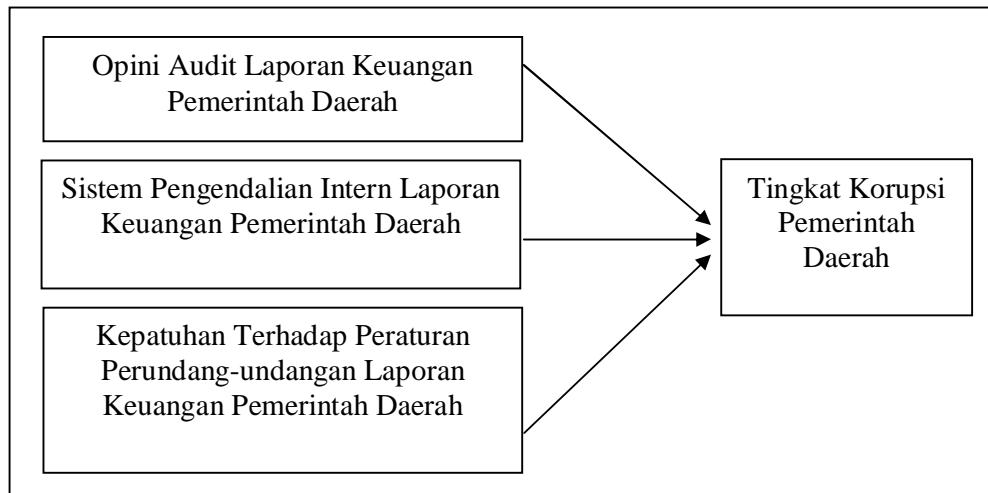 Opini Audit Laporan Keuangan
Pemerintah Daerah
Sistem Pengendalian Intern Laporan
Keuangan Pemerintah Daerah
Kepatuhan Terhadap Peraturan
Perundang-undangan Laporan
Keuangan Pemerintah Daerah
Tingkat Korupsi
Pemerintah
Daerah